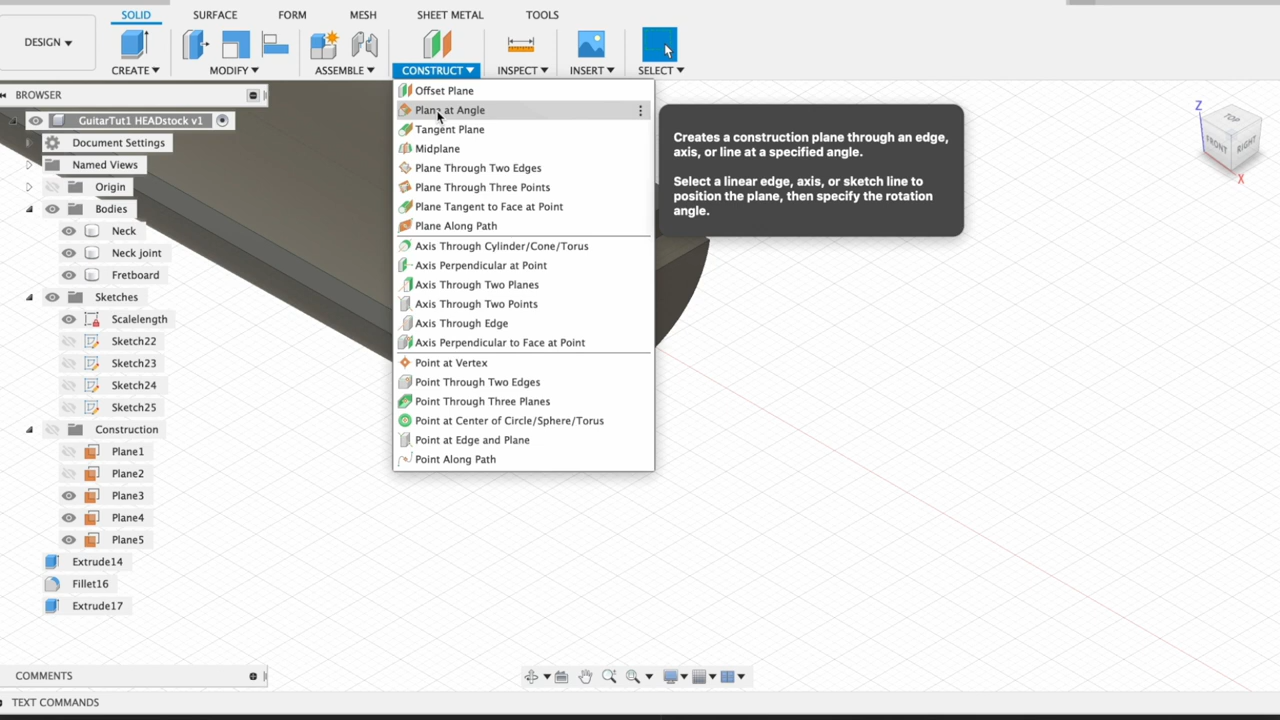 SOLID
SURFACE
FORM
MESH
SHEET METAL
TOOLS
DESIGN
CREATE
MODIFY
ASSEMBLE
CONSTRUCT
INSPECT
INSERT
SELECT
BROWSER
GuitarTut1 HEADstock v1
Document Settings
Named Views
Origin
Bodies
Neck
Neck joint
Fretboard
Sketches
Scalelength
Sketch22
Sketch23
Sketch24
Sketch25
Construction
Plane1
Plane2
Plane3
Plane4
Plane5
Extrude14
Fillet16
Extrude17
Offset Plane
Plane at Angle
Tangent Plane
Midplane
Plane Through Two Edges
Plane Through Three Points
Plane Tangent to Face at Point
Plane Along Path
Axis Through Cylinder/Cone/Torus
Axis Perpendicular at Point
Axis Through Two Planes
Axis Through Two Points
Axis Through Edge
Axis Perpendicular to Face at Point
Point at Vertex
Point Through Two Edges
Point Through Three Planes
Point at Center of Circle/Sphere/Torus
Point at Edge and Plane
Point Along Path
Creates a construction plane through an edge,
axis, or line at a specified angle.
Select a linear edge, axis, or sketch line to
position the plane, then specify the rotation
angle.
Z
TOP
FRONT
RIGHT
X
COMMENTS
TEXT COMMANDS